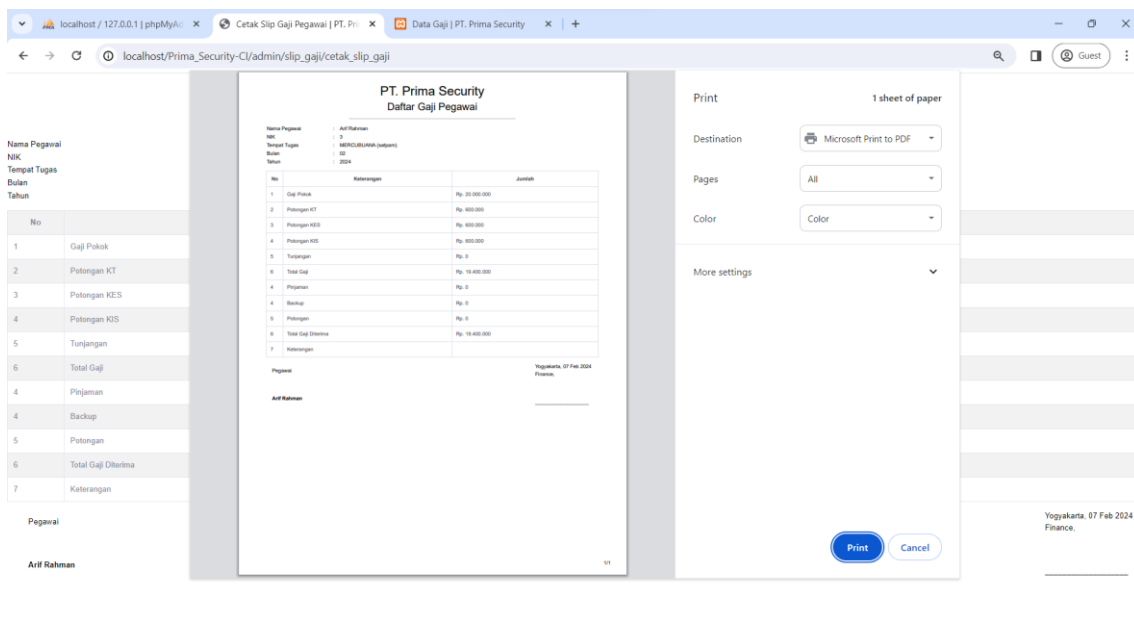 localhost / 127.0.0.1 | phpMyAd
Cetak Slip Gaji Pegawai | PT. Pri
Data Gaji | PT. Prima Security
localhost/Prima_Security-CI/admin/slip_gaji/cetak_slip_gaji
Guest
Nama Pegawai
NIK
Tempat Tugas
Bulan
Tahun
No
1 Gaji Pokok
2 Potongan KT
3 Potongan KES
4 Potongan KIS
5 Tunjangan
6 Total Gaji
4 Pinjaman
4 Backup
5 Potongan
6 Total Gaji Diterima
7 Keterangan
Pegawai
Arif Rahman
PT. Prima Security
Daftar Gaji Pegawai
Nama Pegawai : Arif Rahman
NIK : 3
Tempat Tugas : MERCUBUANA (satpam)
Bulan : 02
Tahun : 2024
No Keterangan Jumlah
1 Gaji Pokok Rp. 20.000.000
2 Potongan KT Rp. 600.000
3 Potongan KES Rp. 600.000
4 Potongan KIS Rp. 600.000
5 Tunjangan Rp. 0
6 Total Gaji Rp. 19.400.000
4 Pinjaman Rp. 0
4 Backup Rp. 0
5 Potongan Rp. 0
6 Total Gaji Diterima Rp. 19.400.000
7 Keterangan
Pegawai
Yogyakarta, 07 Feb 2024
Finance,
Arif Rahman
1/1
Print
1 sheet of paper
Destination
Microsoft Print to PDF
Pages
All
Color
Color
More settings
Print
Cancel
Yogyakarta, 07 Feb 2024
Finance,